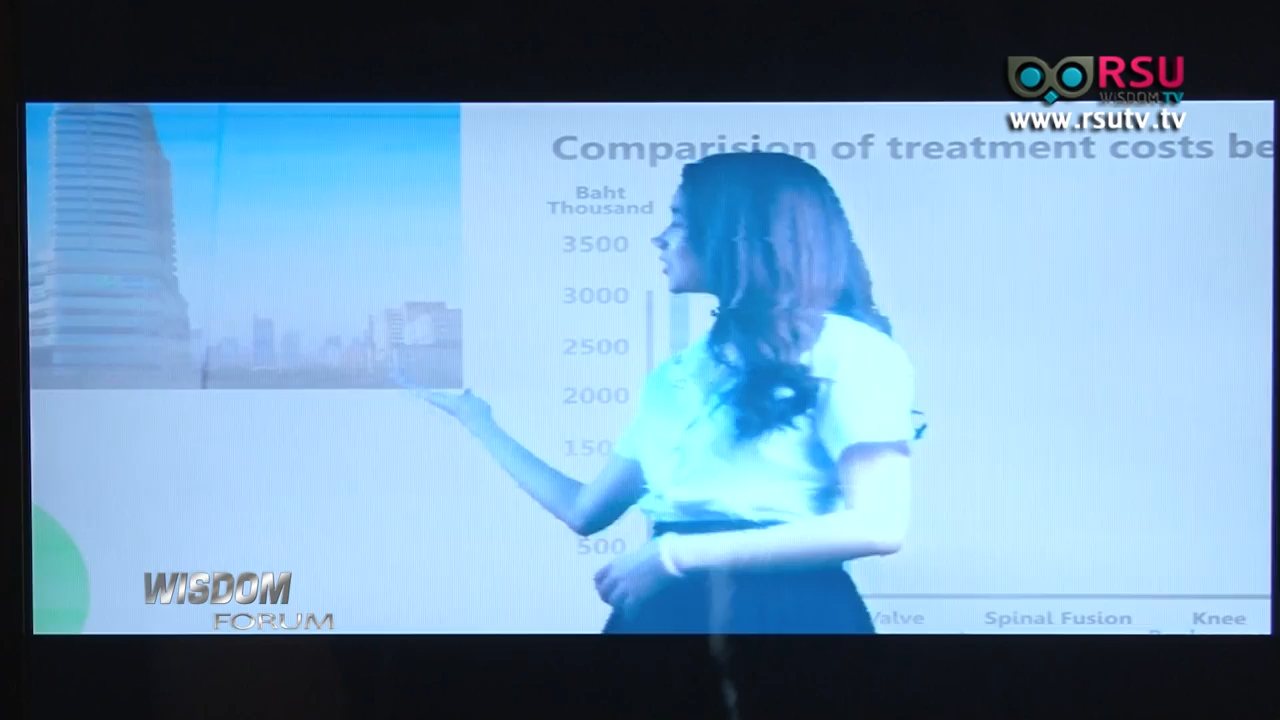 RSU
WISDOM TV
www.rsutv.tv
Comparision of treatment costs be
Baht
Thousand
3500
3000
2500
2000
150
500
Valve
Spinal Fusion
Knee
WISDOM
FORUM